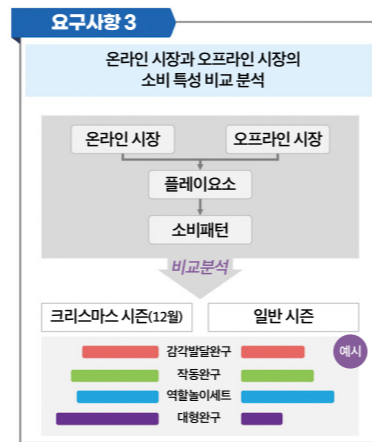 요구사항 3
온라인 시장과 오프라인 시장의
소비 특성 비교 분석
온라인 시장 오프라인 시장
플레이요소
소비패턴
비교분석
크리스마스 시즌(12월) 일반 시즌
예시
감각발달완구
작동완구
역할놀이세트
대형완구